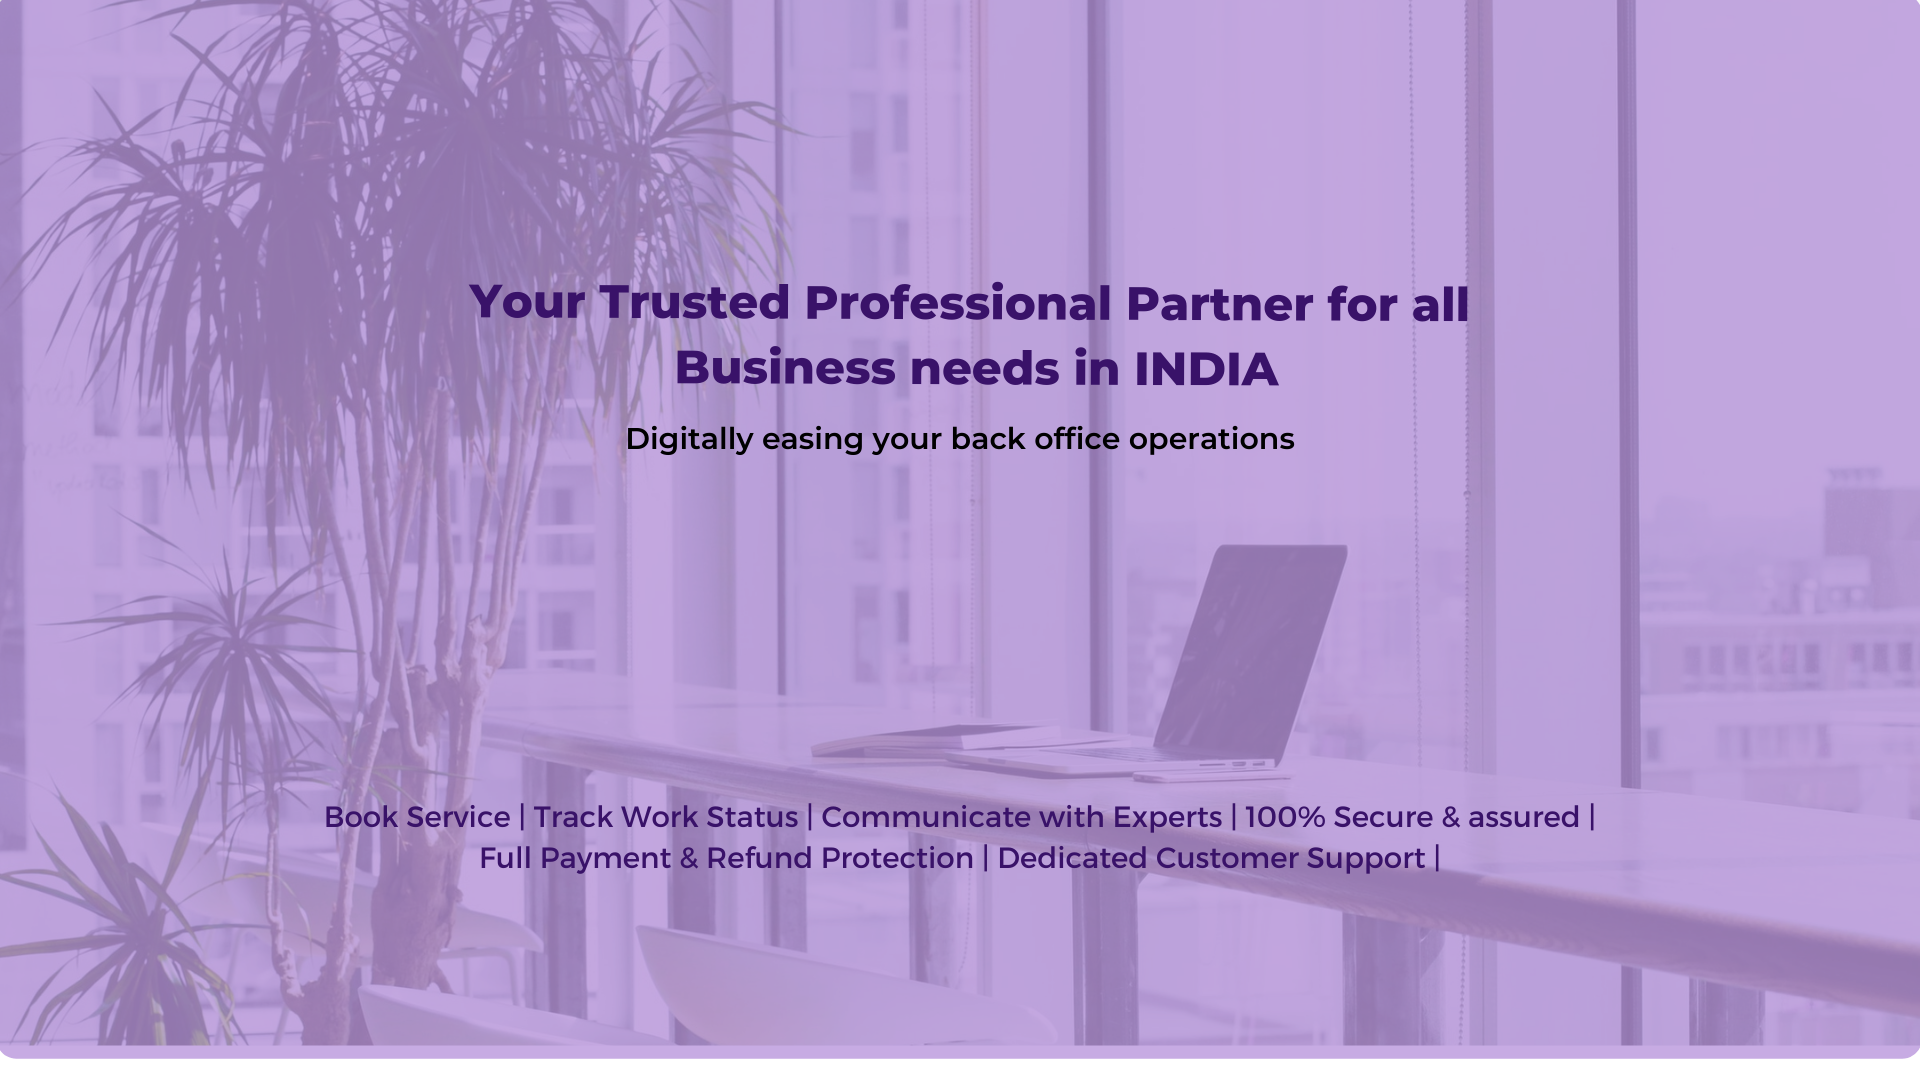 Your Trusted Professional Partner for all
Business needs in INDIA
Digitally easing your back office operations
Book Service | Track Work Status | Communicate with Experts | 100% Secure & assured |
Full Payment & Refund Protection | Dedicated Customer Support |